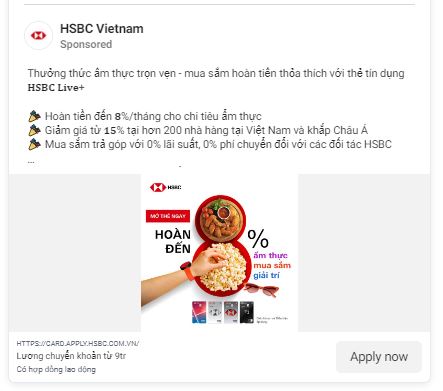 HSBC Vietnam
Sponsored
Thưởng thức ẩm thực trọn vẹn - mua sắm hoàn tiền thỏa thích với thẻ tín dụng
HSBC Live+
Hoàn tiền đến 8%/tháng cho chi tiêu ẩm thực
Giảm giá từ 15% tại hơn 200 nhà hàng tại Việt Nam và khắp Châu Á
Mua sắm trả góp với 0% lãi suất, 0% phí chuyển đổi với các đối tác HSBC
...
HSBC
MỞ THẺ NGAY
HOÀN
ĐẾN
%
ẩm thực
mua sắm
giải trí
HTTPS://CARD.APPLY.HSBC.COM.VN/
Lương chuyển khoản từ 9tr
Có hợp đồng lao động
Apply now